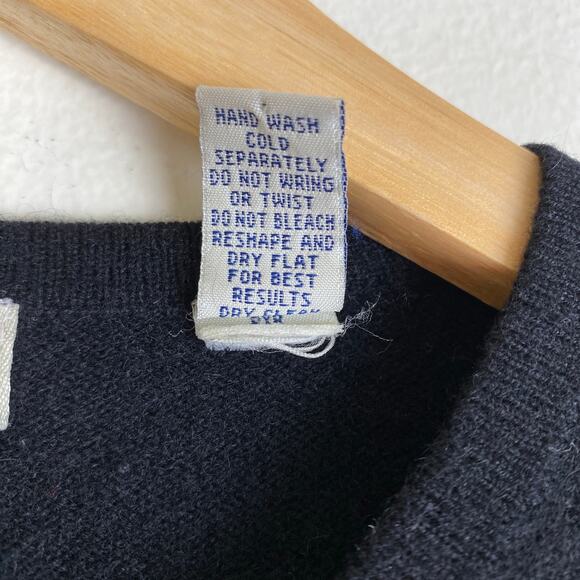 HAND WASH
COLD
SEPARATELY
DO NOT WRING
OR TWIST
DO NOT BLEACH
RESHAPE AND
DRY FLAT
FOR BEST
RESULTS
DRY